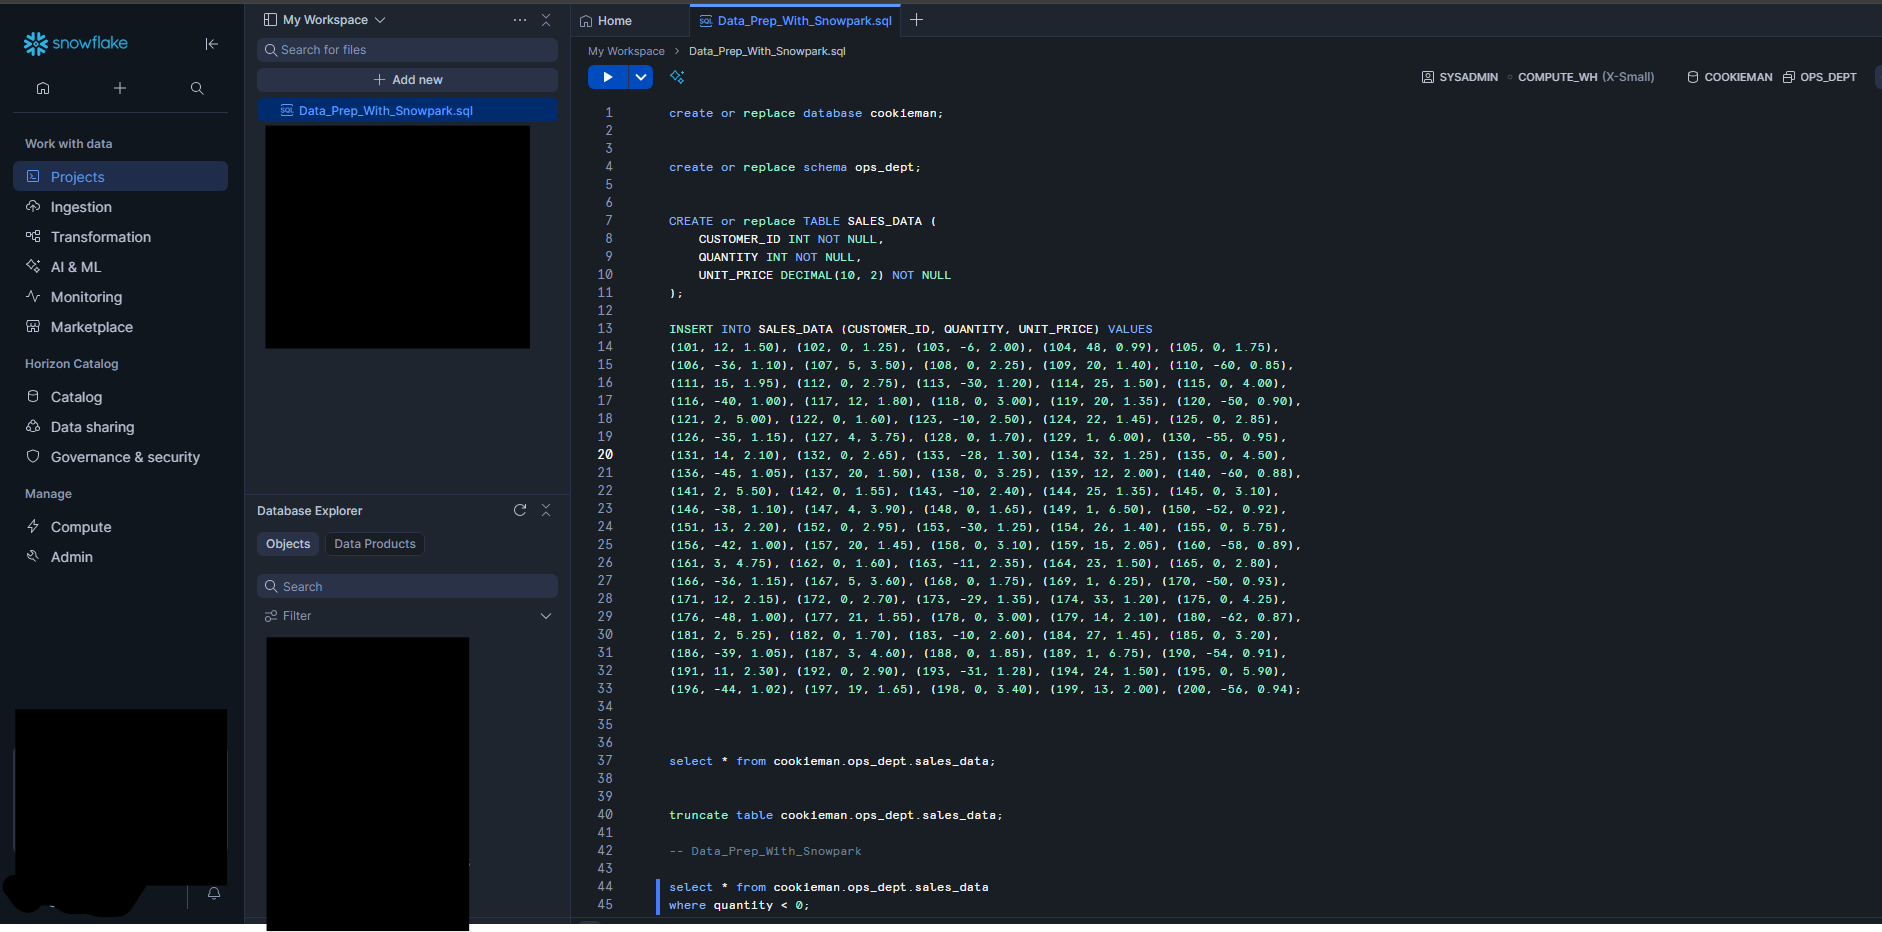 snowflake
Work with data
Projects
Ingestion
Transformation
AI & ML
Monitoring
Marketplace
Horizon Catalog
Catalog
Data sharing
Governance & security
Manage
Compute
Admin
My Workspace
Search for files
Add new
SQL Data_Prep_With_Snowpark.sql
Database Explorer
Objects Data Products
Search
Filter
Home SQL Data_Prep_With_Snowpark.sql
My Workspace > Data_Prep_With_Snowpark.sql
SYSADMIN COMPUTE_WH (X-Small) COOKIEMAN OPS_DEPT
1 create or replace database cookieman;
2
3
4 create or replace schema ops_dept;
5
6
7 CREATE or replace TABLE SALES_DATA (
8 CUSTOMER_ID INT NOT NULL,
9 QUANTITY INT NOT NULL,
10 UNIT_PRICE DECIMAL(10, 2) NOT NULL
11 );
12
13 INSERT INTO SALES_DATA (CUSTOMER_ID, QUANTITY, UNIT_PRICE) VALUES
14 (101, 12, 1.50), (102, 0, 1.25), (103, -6, 2.00), (104, 48, 0.99), (105, 0, 1.75),
15 (106, -36, 1.10), (107, 5, 3.50), (108, 0, 2.25), (109, 20, 1.40), (110, -60, 0.85),
16 (111, 15, 1.95), (112, 0, 2.75), (113, -30, 1.20), (114, 25, 1.50), (115, 0, 4.00),
17 (116, -40, 1.00), (117, 12, 1.80), (118, 0, 3.00), (119, 20, 1.35), (120, -50, 0.90),
18 (121, 2, 5.00), (122, 0, 1.60), (123, -10, 2.50), (124, 22, 1.45), (125, 0, 2.85),
19 (126, -35, 1.15), (127, 4, 3.75), (128, 0, 1.70), (129, 1, 6.00), (130, -55, 0.95),
20 (131, 14, 2.10), (132, 0, 2.65), (133, -28, 1.30), (134, 32, 1.25), (135, 0, 4.50),
21 (136, -45, 1.05), (137, 20, 1.50), (138, 0, 3.25), (139, 12, 2.00), (140, -60, 0.88),
22 (141, 2, 5.50), (142, 0, 1.55), (143, -10, 2.40), (144, 25, 1.35), (145, 0, 3.10),
23 (146, -38, 1.10), (147, 4, 3.90), (148, 0, 1.65), (149, 1, 6.50), (150, -52, 0.92),
24 (151, 13, 2.20), (152, 0, 2.95), (153, -30, 1.25), (154, 26, 1.40), (155, 0, 5.75),
25 (156, -42, 1.00), (157, 20, 1.45), (158, 0, 3.10), (159, 15, 2.05), (160, -58, 0.89),
26 (161, 3, 4.75), (162, 0, 1.60), (163, -11, 2.35), (164, 23, 1.50), (165, 0, 2.80),
27 (166, -36, 1.15), (167, 5, 3.60), (168, 0, 1.75), (169, 1, 6.25), (170, -50, 0.93),
28 (171, 12, 2.15), (172, 0, 2.70), (173, -29, 1.35), (174, 33, 1.20), (175, 0, 4.25),
29 (176, -48, 1.00), (177, 21, 1.55), (178, 0, 3.00), (179, 14, 2.10), (180, -62, 0.87),
30 (181, 2, 5.25), (182, 0, 1.70), (183, -10, 2.60), (184, 27, 1.45), (185, 0, 3.20),
31 (186, -39, 1.05), (187, 3, 4.60), (188, 0, 1.85), (189, 1, 6.75), (190, -54, 0.91),
32 (191, 11, 2.30), (192, 0, 2.90), (193, -31, 1.28), (194, 24, 1.50), (195, 0, 5.90),
33 (196, -44, 1.02), (197, 19, 1.65), (198, 0, 3.40), (199, 13, 2.00), (200, -56, 0.94);
34
35
36
37 select * from cookieman.ops_dept.sales_data;
38
39
40 truncate table cookieman.ops_dept.sales_data;
41
42 -- Data_Prep_With_Snowpark
43
44 select * from cookieman.ops_dept.sales_data
45 where quantity < 0;